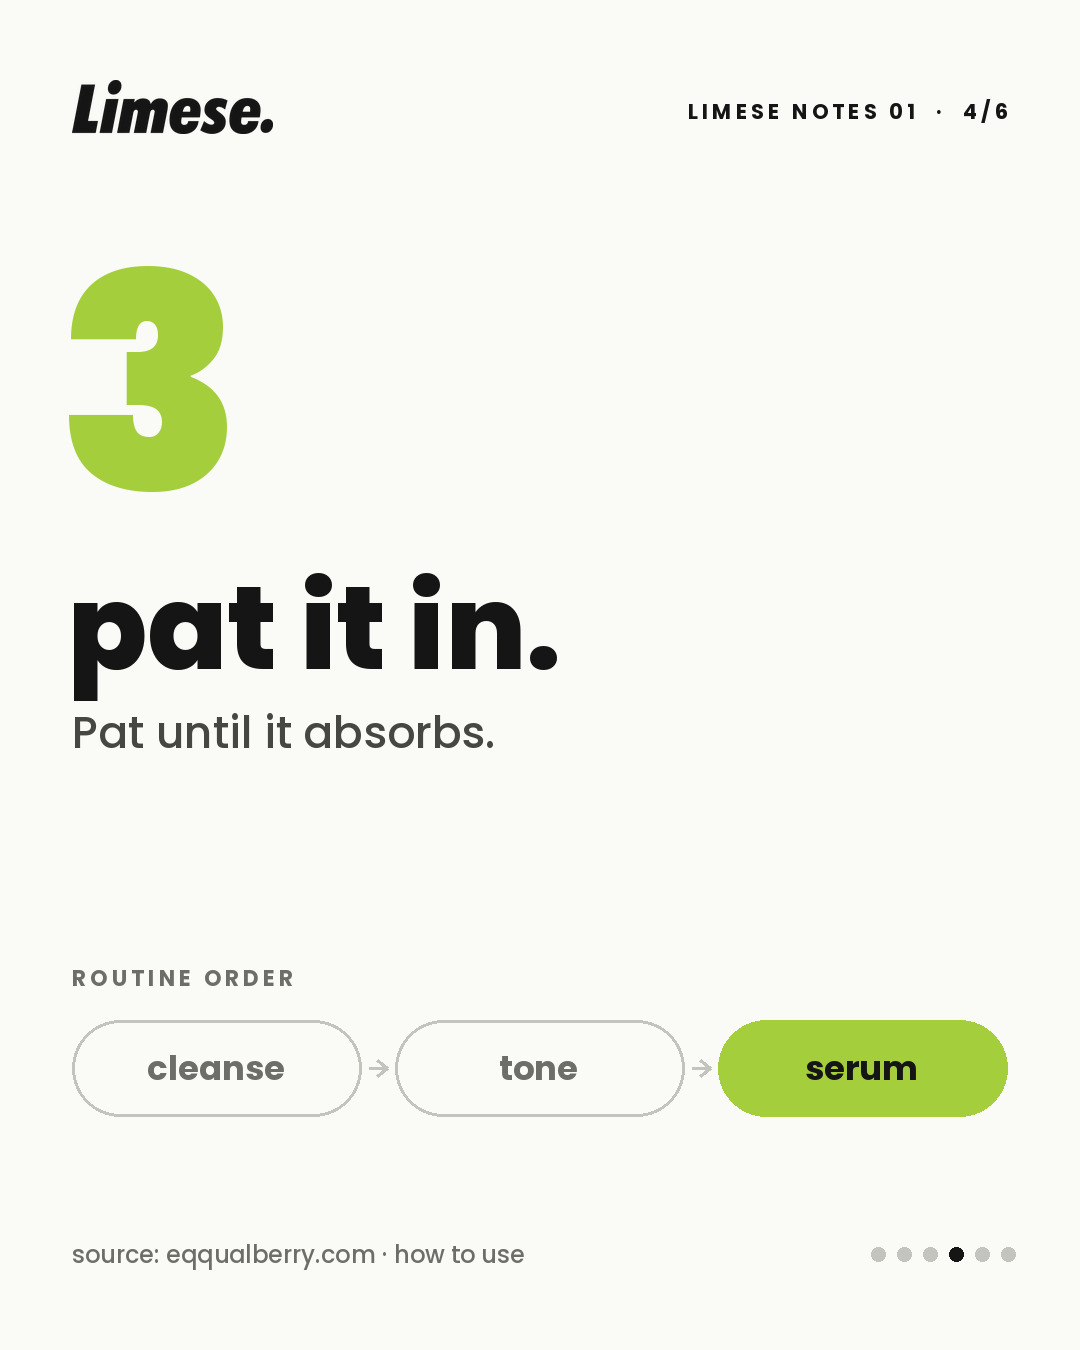 Limese.
LIMESE NOTES 01 · 4/6
3
pat it in.
Pat until it absorbs.
ROUTINE ORDER
cleanse → tone → serum
source: eqqualberry.com · how to use